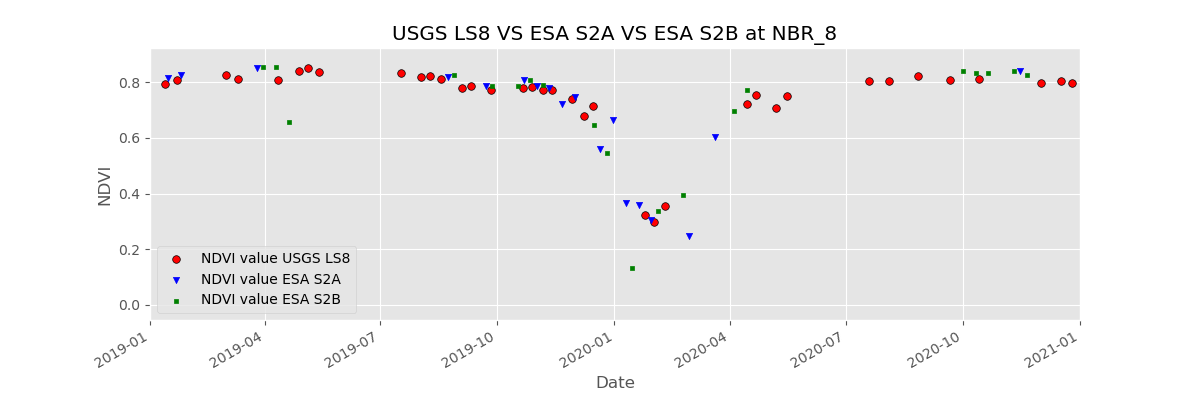 USGS LS8 VS ESA S2A VS ESA S2B at NBR_8
NDVI
0.8
0.6
0.4
0.2
0.0
NDVI value USGS LS8
NDVI value ESA S2A
NDVI value ESA S2B
2019-01
2019-04
2019-07
2019-10
2020-01
2020-04
2020-07
2020-10
2021-01
Date